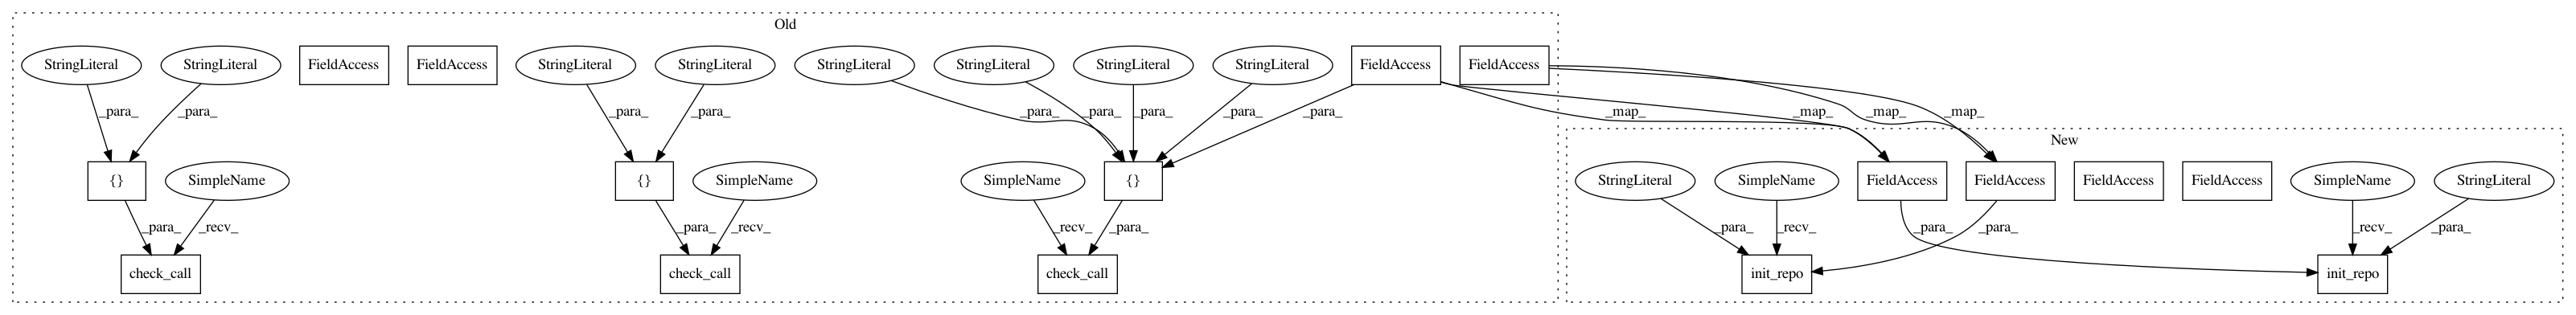 Old
StringLiteral StringLiteral FieldAccess FieldAccess StringLiteral StringLiteral StringLiteral StringLiteral StringLiteral StringLiteral FieldAccess FieldAccess
_para_ _para_ _para_ _para_ _para_ _para_ _para_ _para_ _para_ _map_ _map_ _map_
New
{} SimpleName {} SimpleName SimpleName {} StringLiteral SimpleName FieldAccess FieldAccess FieldAccess FieldAccess SimpleName StringLiteral
_para_ _recv_ _para_ _recv_ _recv_ _para_ _para_ _recv_ _para_ _para_ _recv_ _para_
check_call check_call check_call init_repo init_repo